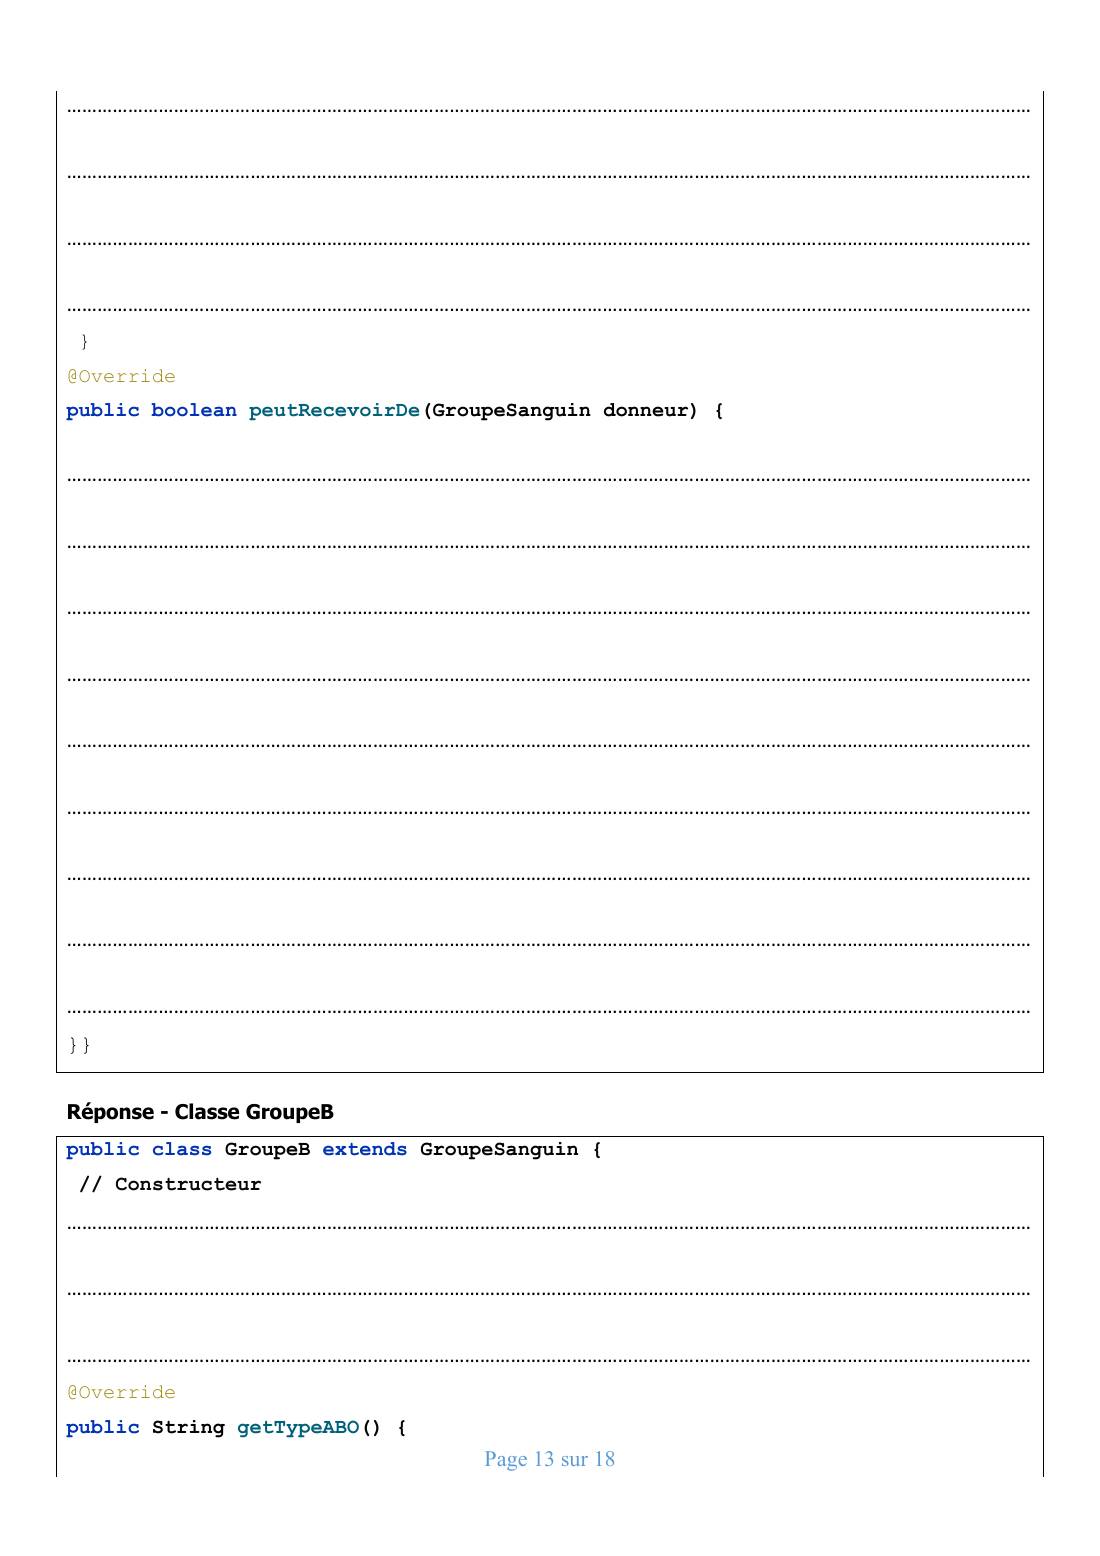 }
@Override
public boolean peutRecevoirDe(GroupeSanguin donneur) {
}}
Réponse - Classe GroupeB
public class GroupeB extends GroupeSanguin {
// Constructeur
@Override
public String getTypeABO() {
Page 13 sur 18